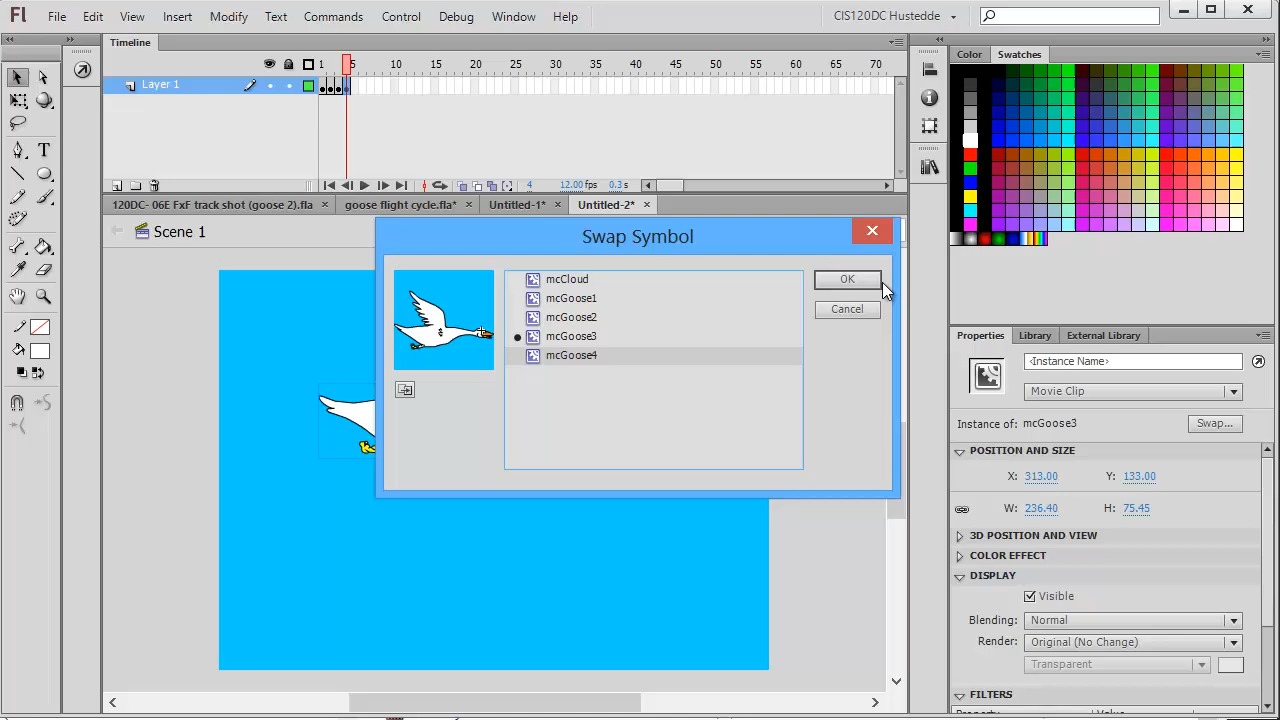 Fl File Edit View Insert Modify Text Commands Control Debug Window Help CIS120DC Hustedde
Timeline
1 5 10 15 20 25 30 35 40 45 50 55 60 65 70
Layer 1
4 12.00 fps 0.3 s
120DC- 06E FxF track shot (goose 2).fla × goose flight cycle.fla* × Untitled-1* × Untitled-2* ×
Scene 1
Swap Symbol
mcCloud
mcGoose1
mcGoose2
mcGoose3
mcGoose4
OK
Cancel
Color Swatches
Properties Library External Library
<Instance Name>
Movie Clip
Instance of: mcGoose3 Swap...
POSITION AND SIZE
X: 313.00 Y: 133.00
W: 236.40 H: 75.45
3D POSITION AND VIEW
COLOR EFFECT
DISPLAY
Visible
Blending: Normal
Render: Original (No Change)
Transparent
FILTERS
Property Value